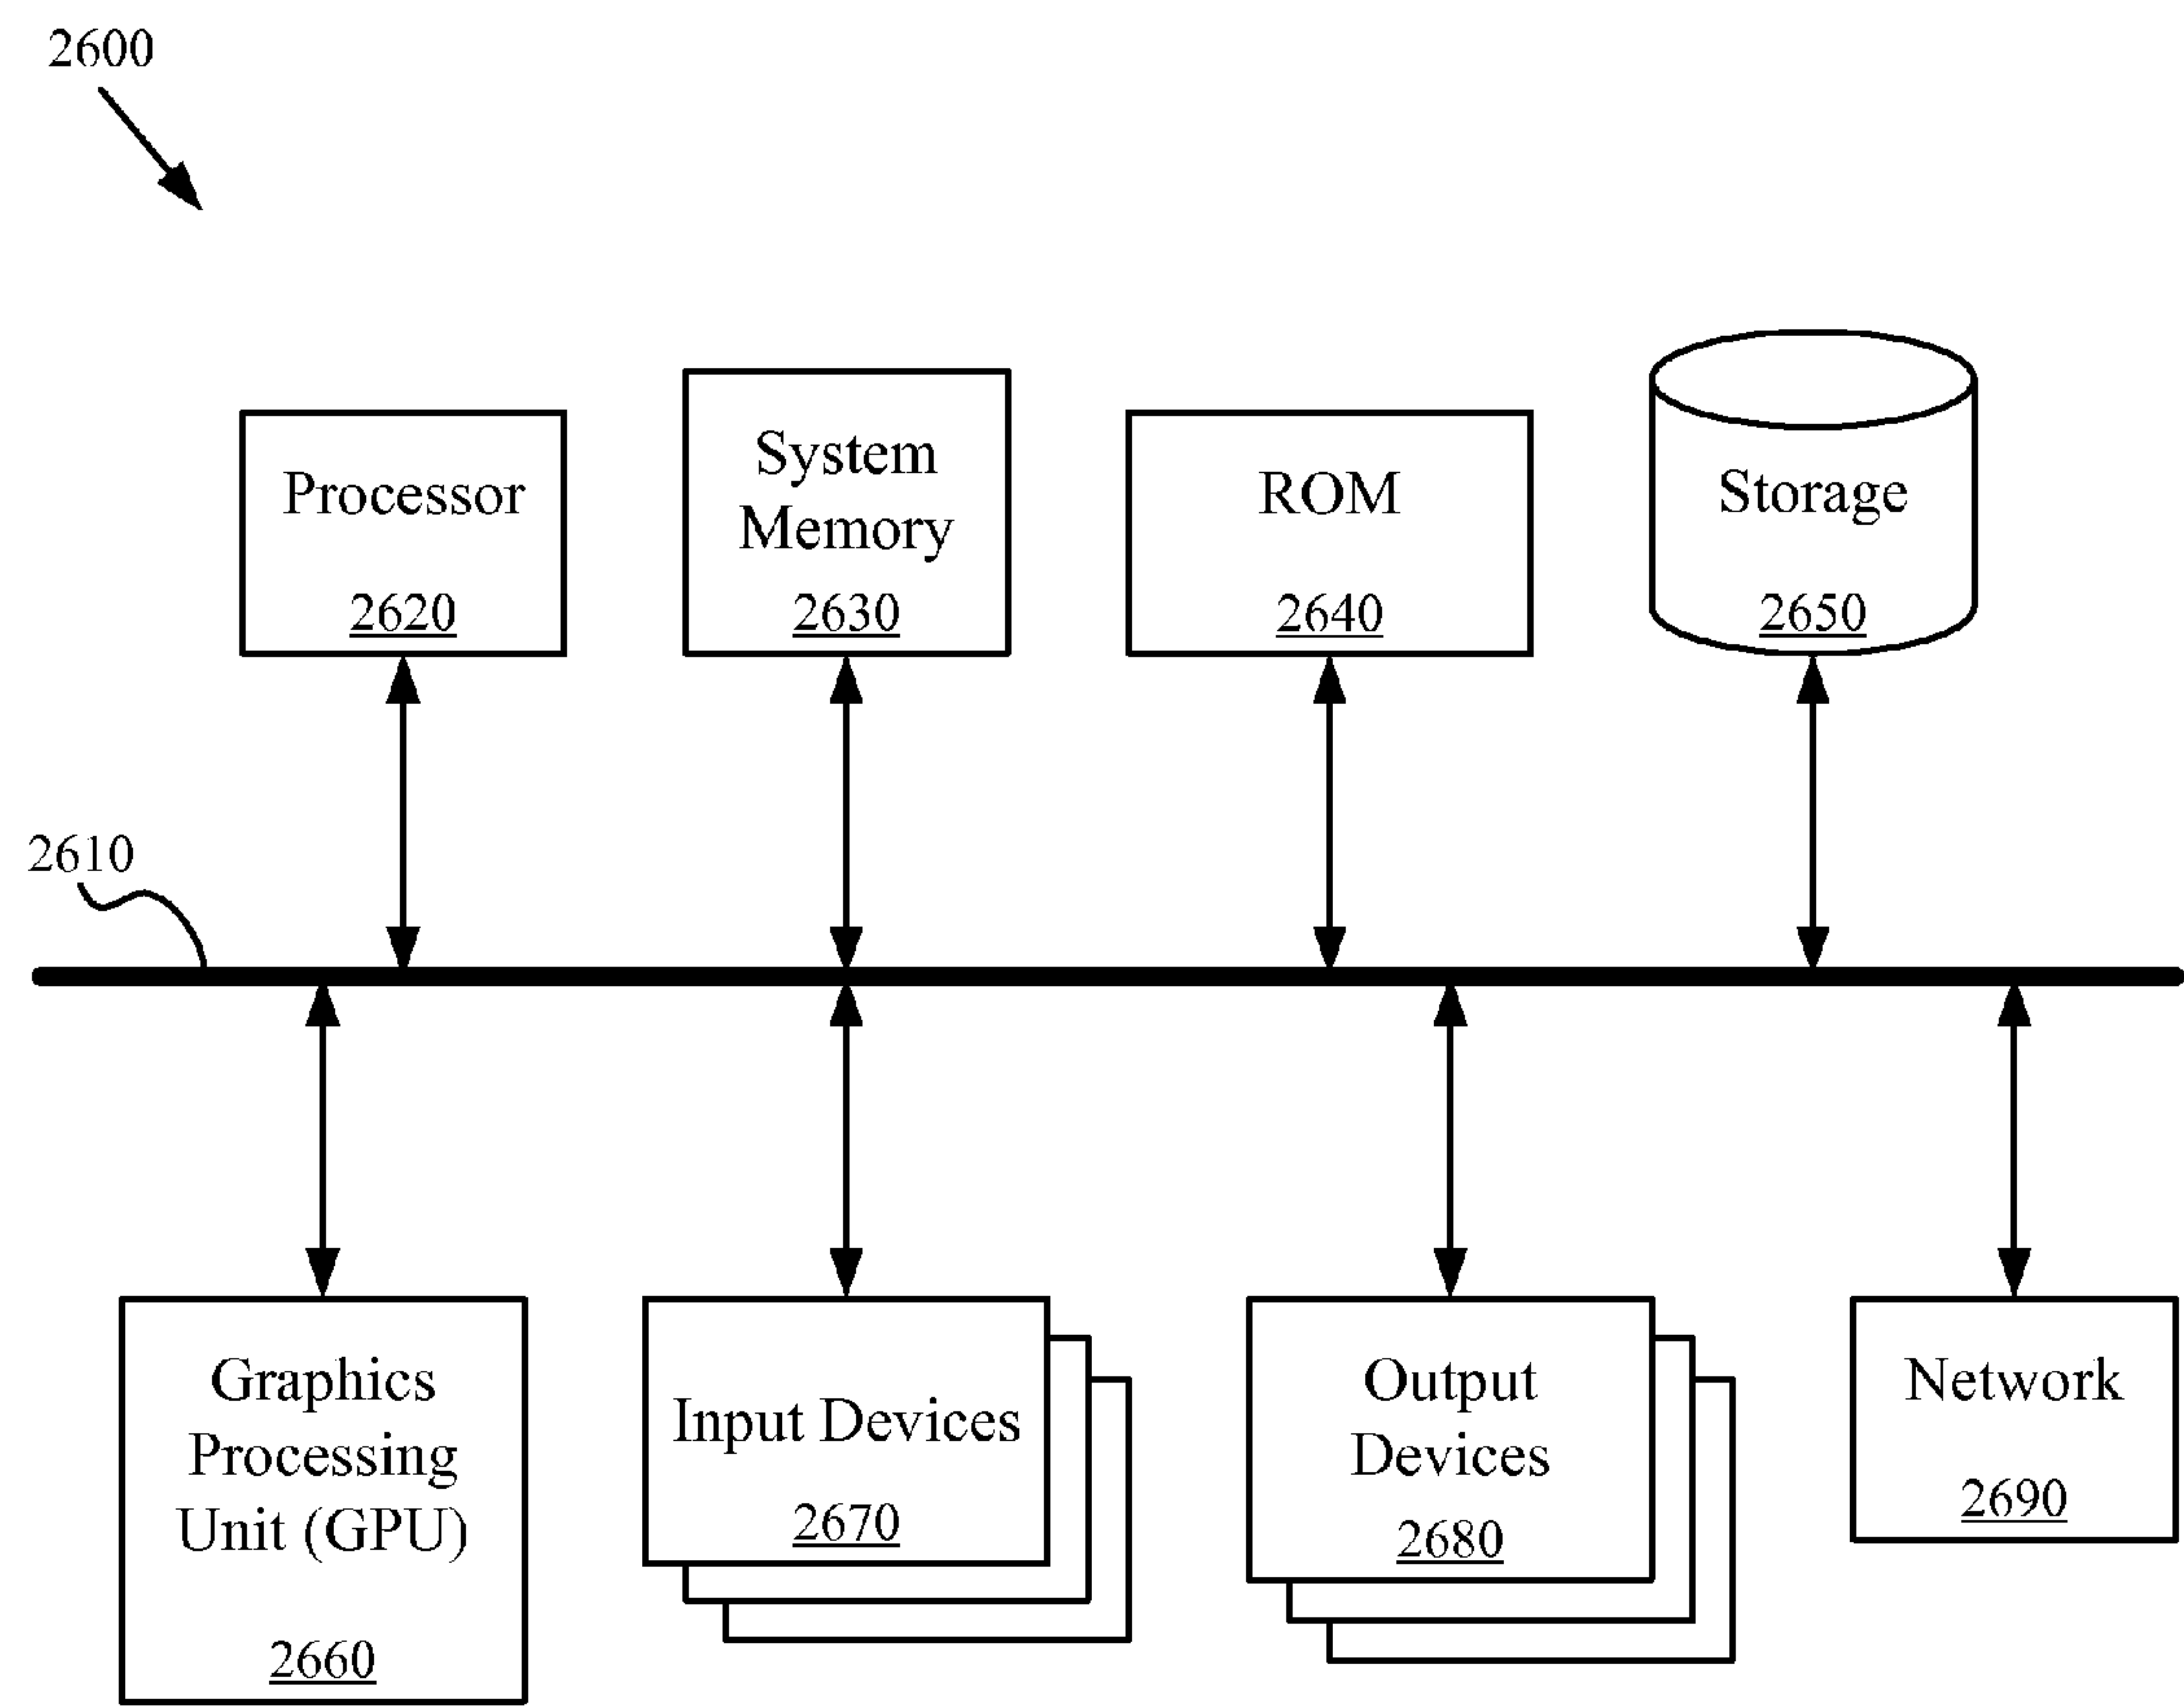 2600
Processor
2620
System
Memory
2630
ROM
2640
Storage
2650
2610
Graphics
Processing
Unit (GPU)
2660
Input Devices
2670
Output
Devices
2680
Network
2690